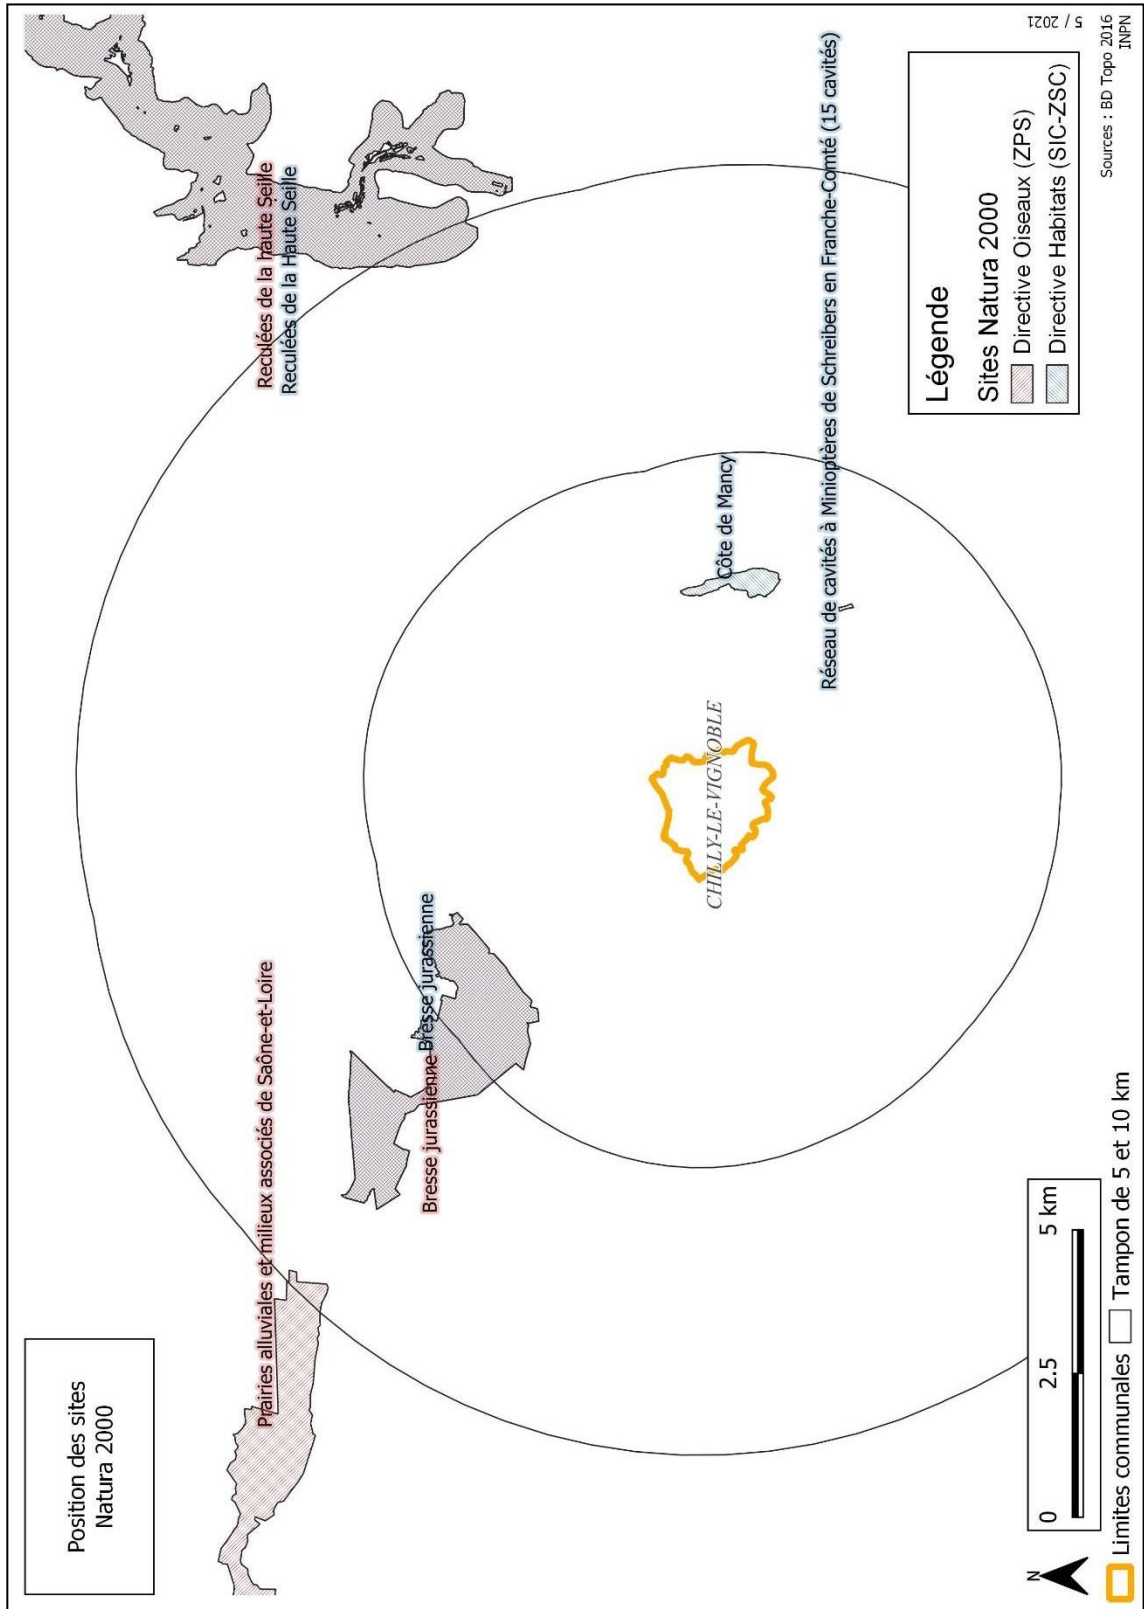 Position des sites
Natura 2000
Prairies alluviales et milieux associés de Saône-et-Loire
Reculées de la haute Seille
Reculées de la Haute Seille
Bresse jurassienne Bresse jurassienne
CHILLY-LE-VIGNOBLE
Côte de Mancy
Réseau de cavités à Minioptères de Schreibers en Franche-Comté (15 cavités)
Légende
Sites Natura 2000
Directive Oiseaux (ZPS)
Directive Habitats (SIC-ZSC)
N
0 2.5 5 km
Limites communales Tampon de 5 et 10 km
5 / 2021
Sources : BD Topo 2016
INPN